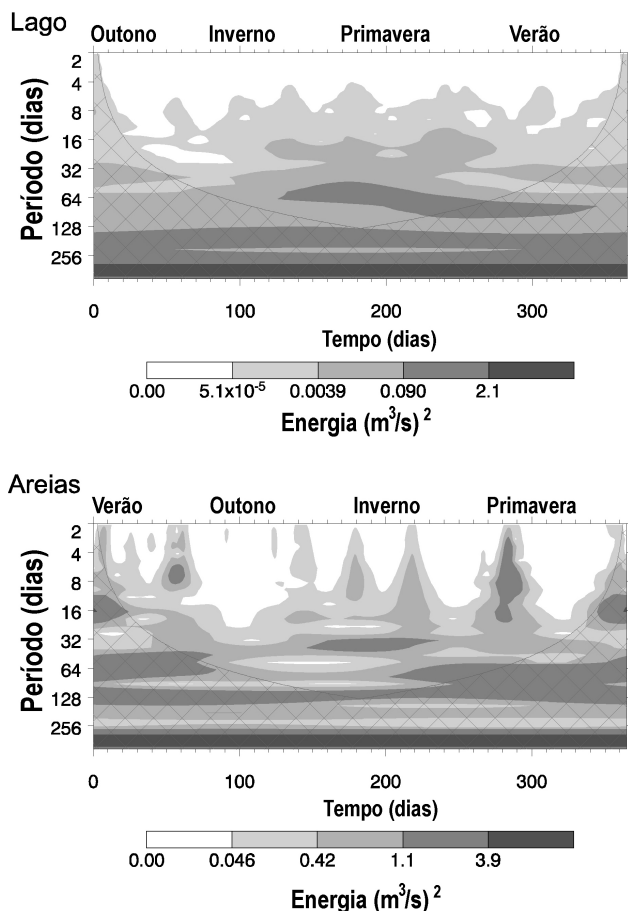 Lago
Outono Inverno Primavera Verão
Período (dias)
2
4
8
16
32
64
128
256
0 100 200 300
Tempo (dias)
0.00 5.1x10⁻⁵ 0.0039 0.090 2.1
Energia (m³/s)²
Areias
Verão Outono Inverno Primavera
Período (dias)
2
4
8
16
32
64
128
256
0 100 200 300
Tempo (dias)
0.00 0.046 0.42 1.1 3.9
Energia (m³/s)²